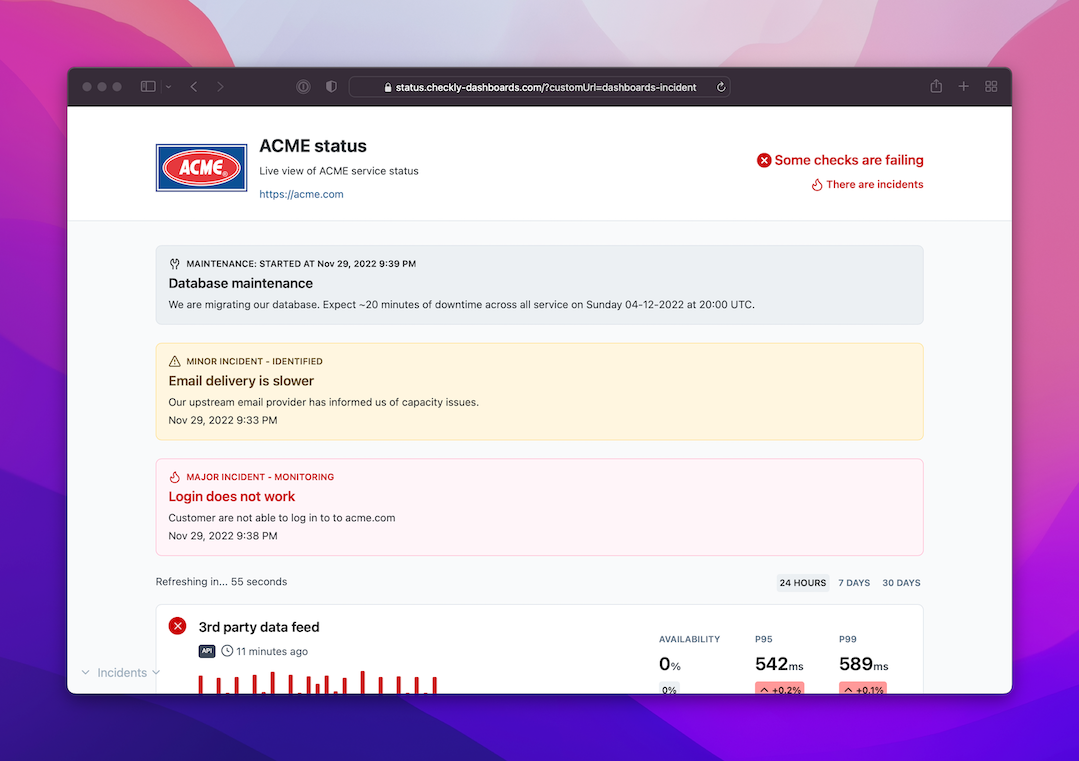 status.checkly-dashboards.com/?customUrl=dashboards-incident
ACME®
ACME status
Live view of ACME service status
https://acme.com
Some checks are failing
There are incidents
MAINTENANCE: STARTED AT Nov 29, 2022 9:39 PM
Database maintenance
We are migrating our database. Expect ~20 minutes of downtime across all service on Sunday 04-12-2022 at 20:00 UTC.
MINOR INCIDENT - IDENTIFIED
Email delivery is slower
Our upstream email provider has informed us of capacity issues.
Nov 29, 2022 9:33 PM
MAJOR INCIDENT - MONITORING
Login does not work
Customer are not able to log in to to acme.com
Nov 29, 2022 9:38 PM
Refreshing in... 55 seconds
24 HOURS 7 DAYS 30 DAYS
3rd party data feed
API 11 minutes ago
AVAILABILITY P95 P99
0% 542ms 589ms
0% +0.2% +0.1%
Incidents